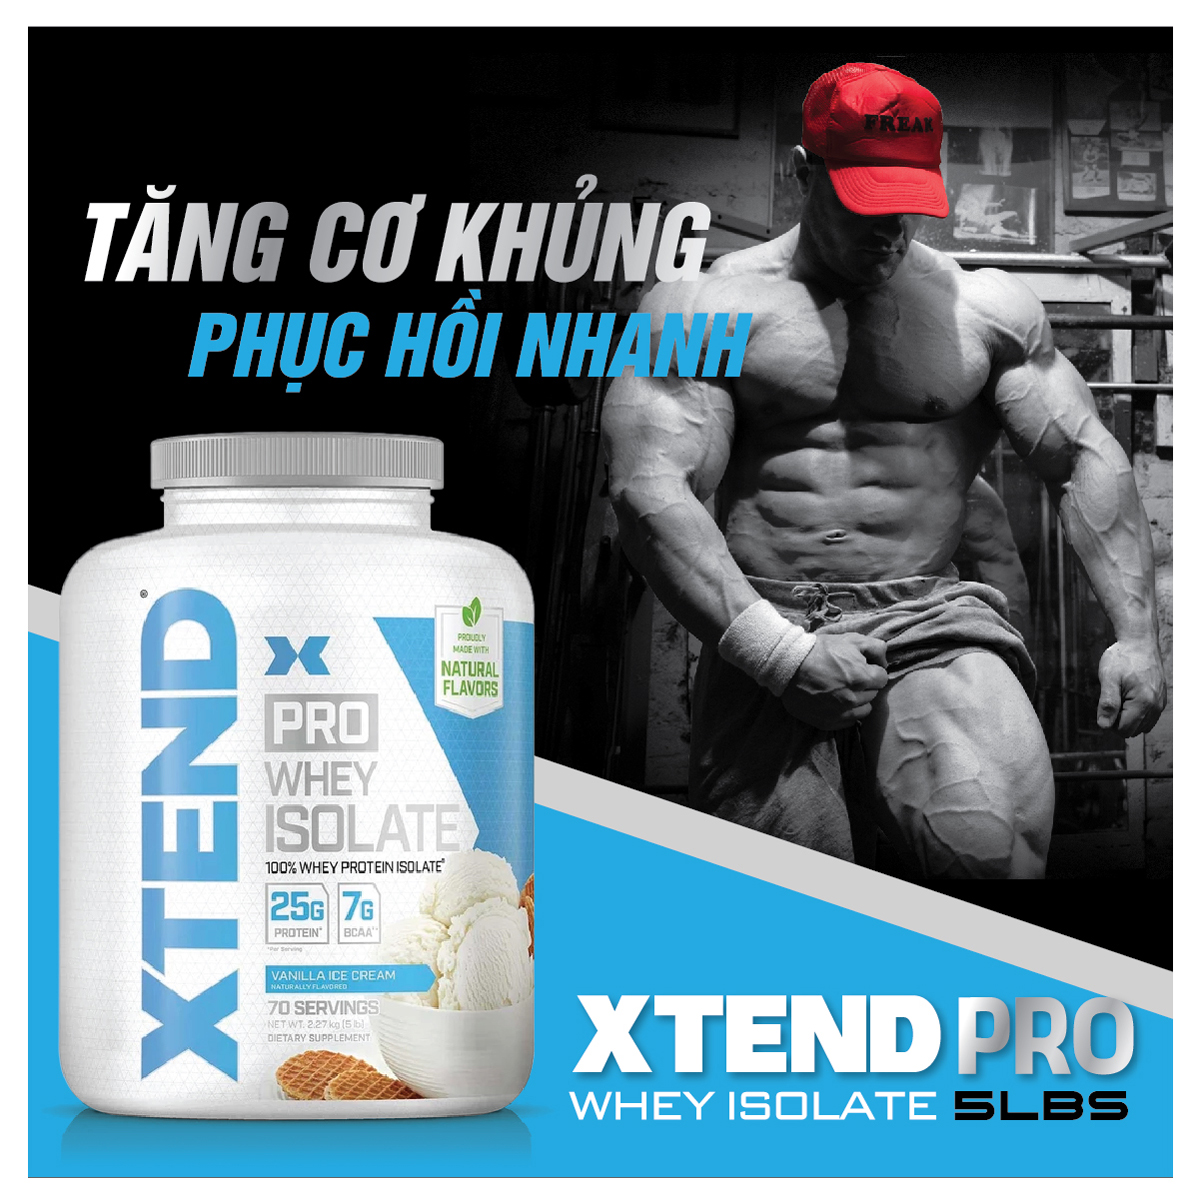 FREAK
TĂNG CƠ KHỦNG
PHỤC HỒI NHANH
XTEND®
PROUDLY
MADE WITH
NATURAL
FLAVORS
PRO
WHEY
ISOLATE
100% WHEY PROTEIN ISOLATE
25G
PROTEIN*
7G
BCAA**
*Per Serving
VANILLA ICE CREAM
NATURALLY FLAVORED
70 SERVINGS
NET WT. 2.27 kg (5 lb)
DIETARY SUPPLEMENT
XTEND PRO
WHEY ISOLATE 5LBS